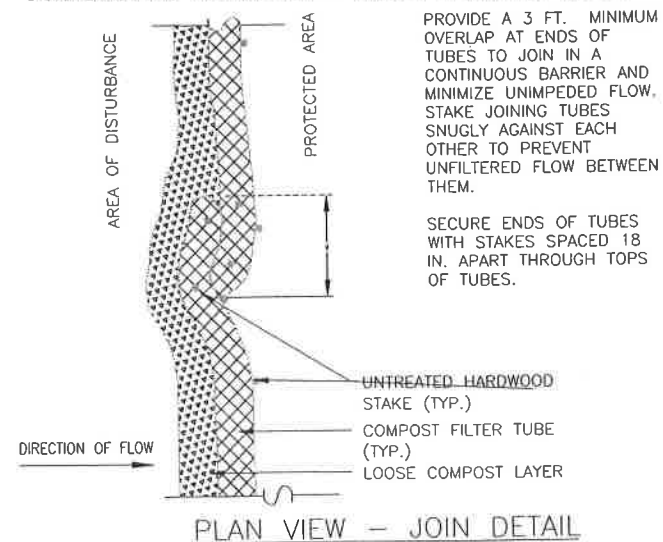 AREA OF DISTURBANCE
PROTECTED AREA
PROVIDE A 3 FT. MINIMUM
OVERLAP AT ENDS OF
TUBES TO JOIN IN A
CONTINUOUS BARRIER AND
MINIMIZE UNIMPEDED FLOW.
STAKE JOINING TUBES
SNUGLY AGAINST EACH
OTHER TO PREVENT
UNFILTERED FLOW BETWEEN
THEM.
SECURE ENDS OF TUBES
WITH STAKES SPACED 18
IN. APART THROUGH TOPS
OF TUBES.
UNTREATED HARDWOOD
STAKE (TYP.)
COMPOST FILTER TUBE
(TYP.)
LOOSE COMPOST LAYER
DIRECTION OF FLOW
PLAN VIEW - JOIN DETAIL